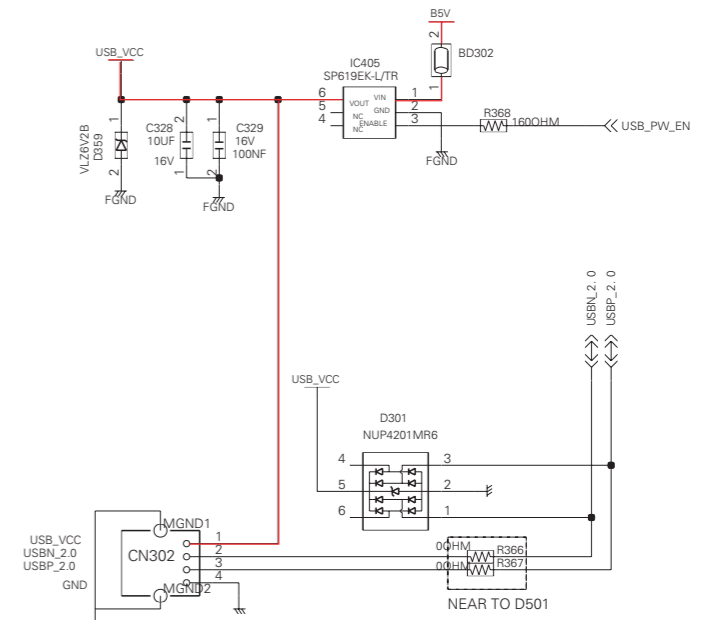 B5V
2
BD302
1
USB_VCC
IC405
SP619EK-L/TR
6
5
4
VOUT
NC
NC
VIN
GND
ENABLE
1
2
3
FGND
R368
160OHM
USB_PW_EN
1
VLZ6V2B
D359
2
FGND
2
C328
10UF
16V
1
1
C329
16V
100NF
2
FGND
USBN_2. 0
USBP_2. 0
USB_VCC
D301
NUP4201MR6
4
5
6
3
2
1
MGND1
CN302
MGND2
USB_VCC
USBN_2.0
USBP_2.0
GND
1
2
3
4
0OHM
R366
0OHM
R367
NEAR TO D501